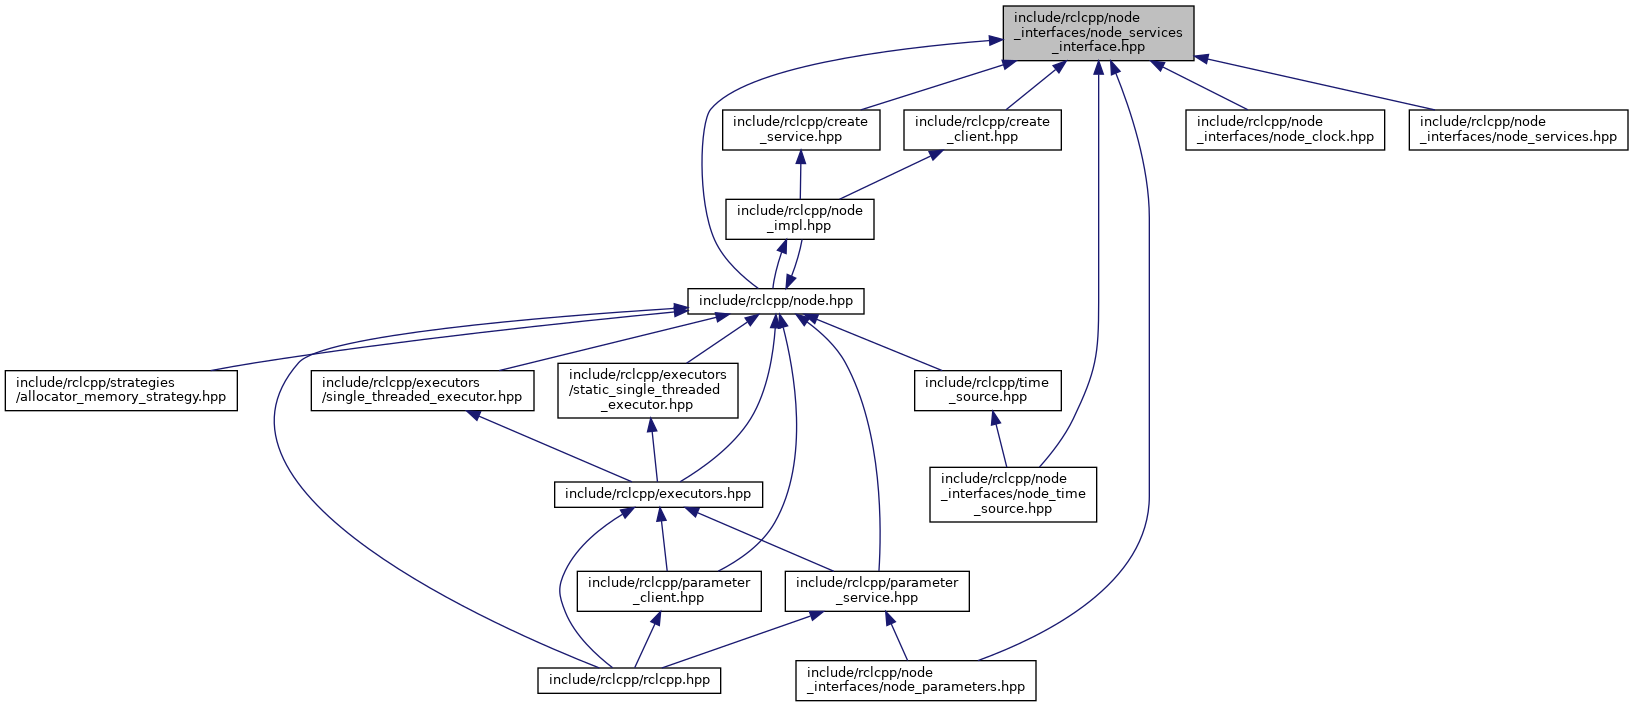 include/rclcpp/node
_interfaces/node_services
_interface.hpp
include/rclcpp/create
_service.hpp
include/rclcpp/create
_client.hpp
include/rclcpp/node
_interfaces/node_clock.hpp
include/rclcpp/node
_interfaces/node_services.hpp
include/rclcpp/node
_impl.hpp
include/rclcpp/node.hpp
include/rclcpp/strategies
/allocator_memory_strategy.hpp
include/rclcpp/executors
/single_threaded_executor.hpp
include/rclcpp/executors
/static_single_threaded
_executor.hpp
include/rclcpp/time
_source.hpp
include/rclcpp/node
_interfaces/node_time
_source.hpp
include/rclcpp/executors.hpp
include/rclcpp/parameter
_client.hpp
include/rclcpp/parameter
_service.hpp
include/rclcpp/rclcpp.hpp
include/rclcpp/node
_interfaces/node_parameters.hpp